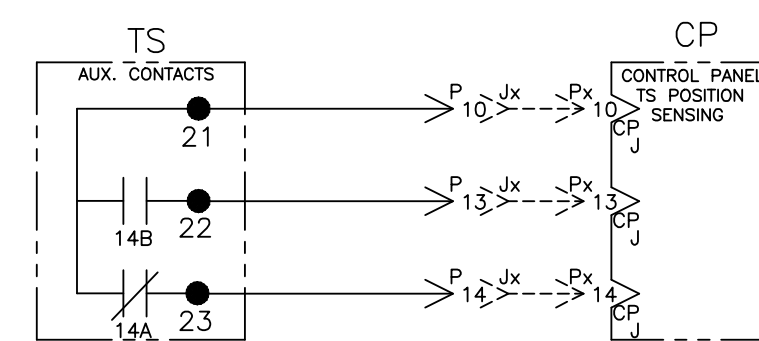 TS
CP
AUX. CONTACTS
CONTROL PANEL
TS POSITION
SENSING
P 10 Jx Px 10
CP
J
21
P 13 Jx Px 13
CP
J
14B
22
P 14 Jx Px 14
CP
J
14A
23